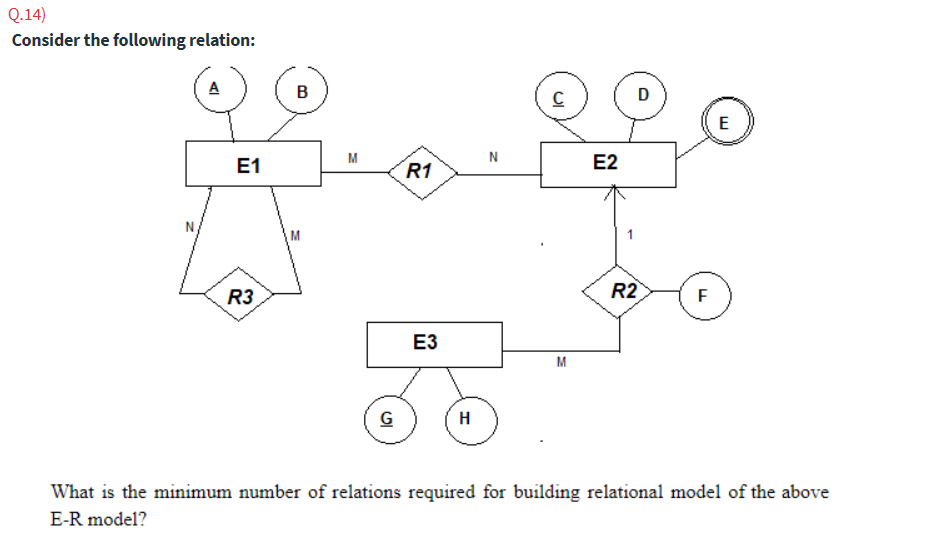 Q.14)
Consider the following relation:
A
B
C
D
E
E1
M
R1
N
E2
N
M
1
R3
R2
F
E3
M
G
H
What is the minimum number of relations required for building relational model of the above
E-R model?